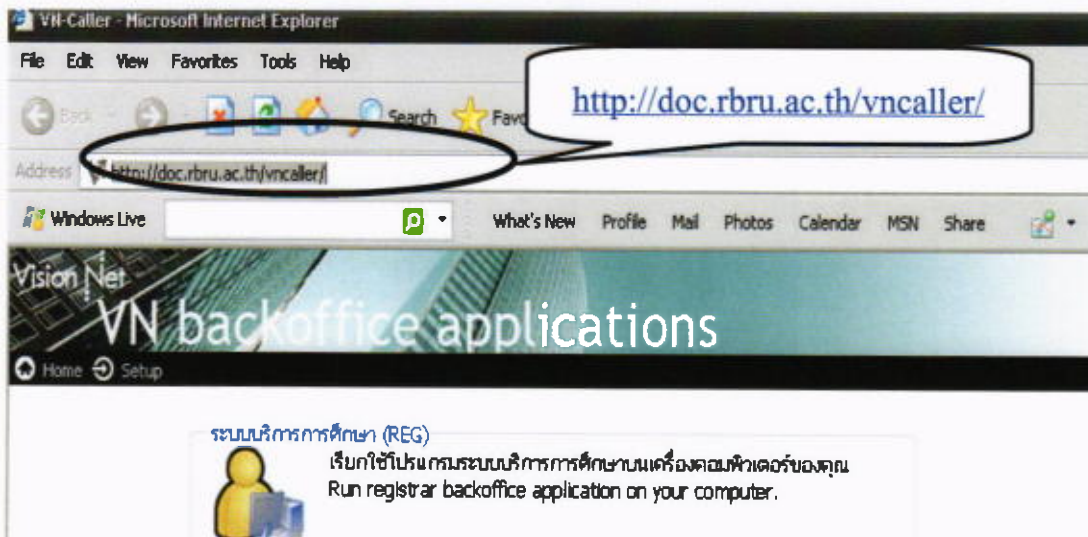 VN-Caller - Microsoft Internet Explorer
File Edit View Favorites Tools Help
http://doc.rbru.ac.th/vncaller/
Back Search Favo
Address http://doc.rbru.ac.th/vncaller/
Windows Live What's New Profile Mail Photos Calendar MSN Share
Vision Net
VN backoffice applications
Home Setup
ระบบบริการการศึกษา (REG)
เรียกใช้โปรแกรมระบบบริการการศึกษาบนเครื่องคอมพิวเตอร์ของคุณ
Run registrar backoffice application on your computer.